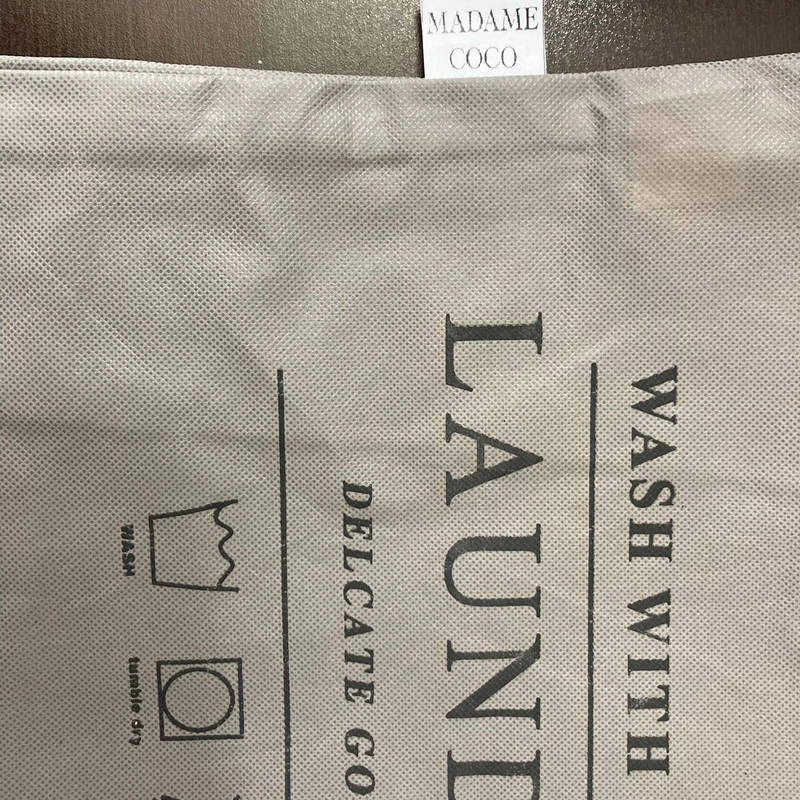 MADAME
COCO
WASH WITH
LAUND
DELCATE GO
WASH
tumble dry